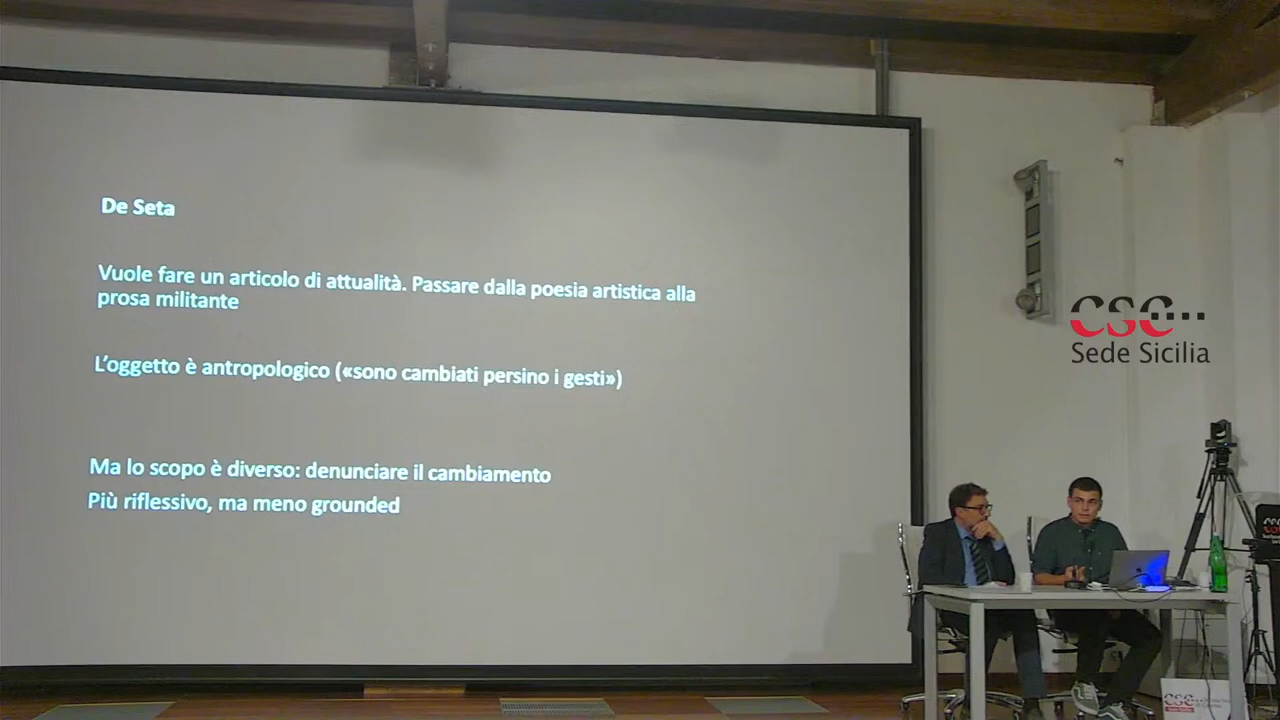 De Seta
Vuole fare un articolo di attualità. Passare dalla poesia artistica alla
prosa militante
L’oggetto è antropologico («sono cambiati persino i gesti»)
Ma lo scopo è diverso: denunciare il cambiamento
Più riflessivo, ma meno grounded
CSC
Sede Sicilia
CSC